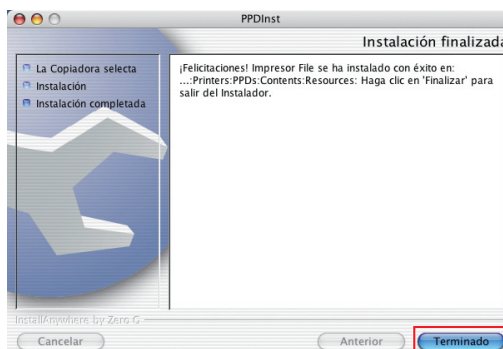 PPDInst
Instalación finalizada
La Copiadora selecta
Instalación
Instalación completada
¡Felicitaciones! Impresor File se ha instalado con éxito en:
...:Printers:PPDs:Contents:Resources: Haga clic en 'Finalizar' para
salir del Instalador.
InstallAnywhere by Zero G
Cancelar
Anterior
Terminado